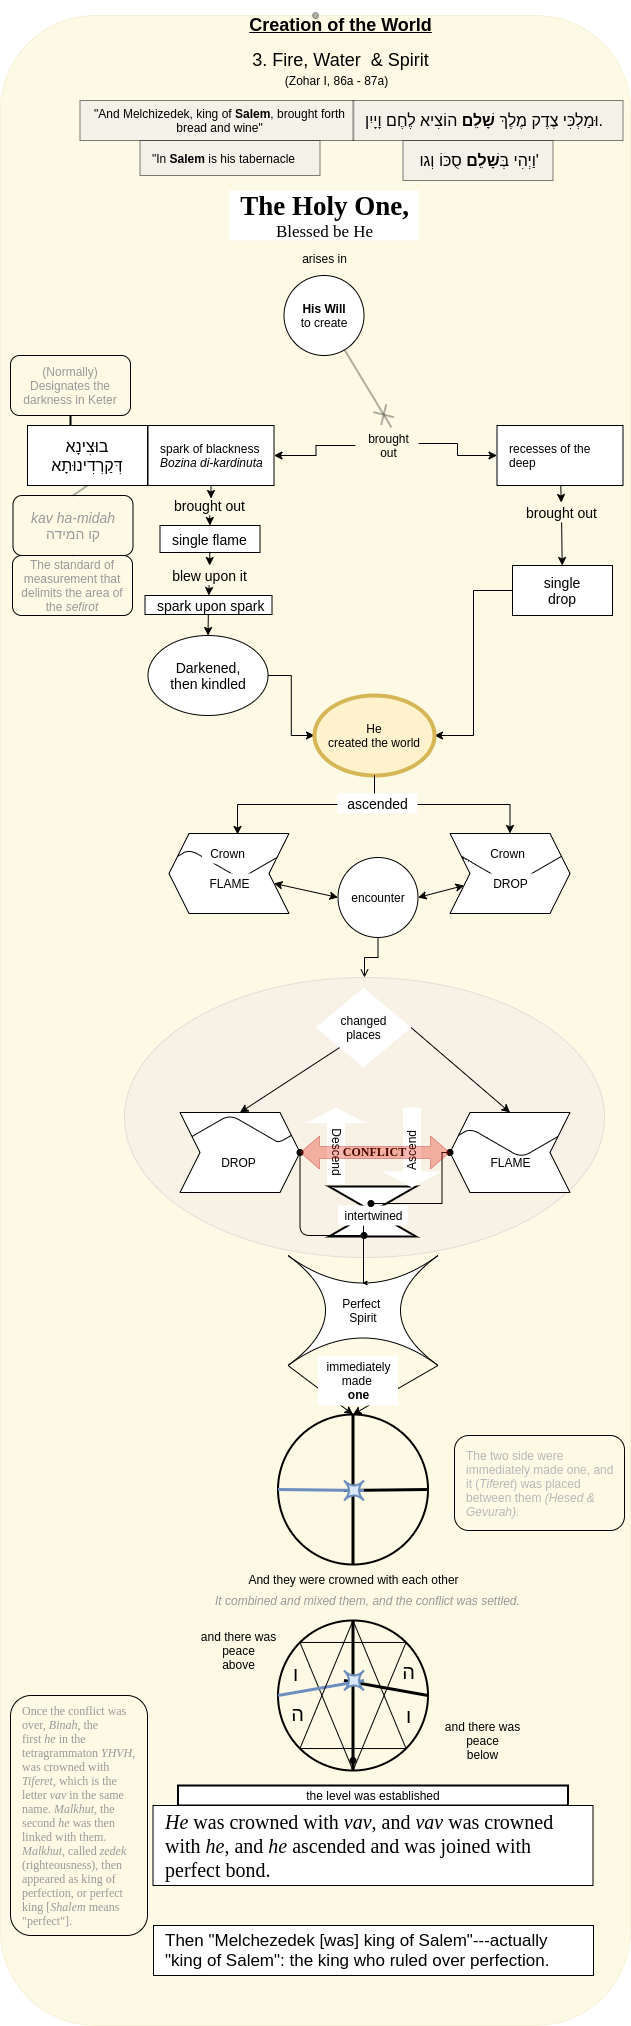 Creation of the World
3. Fire, Water & Spirit
(Zohar I, 86a - 87a)
"And Melchizedek, king of Salem, brought forth
bread and wine"
וּמַלְכִּי צֶדֶק מֶלֶךְ שָׁלֵם הוֹצִיא לֶחֶם וָיָיִן.
"In Salem is his tabernacle
וַיְהִי בְּשָׁלֵם סֻכּוֹ וגו'
The Holy One,
Blessed be He
arises in
His Will
to create
(Normally)
Designates the
darkness in Keter
brought
out
בוּצִינָא
דְּקַרְדִינוּתָא
spark of blackness
Bozina di-kardinuta
recesses of the
deep
kav ha-midah
קו המידה
The standard of
measurement that
delimits the area of
the sefirot
brought out
single flame
blew upon it
spark upon spark
Darkened,
then kindled
brought out
single
drop
He
created the world
ascended
Crown
FLAME
Crown
DROP
encounter
changed
places
DROP
Descend
CONFLICT
Ascend
FLAME
intertwined
Perfect
Spirit
immediately
made
one
The two side were
immediately made one, and
it (Tiferet) was placed
between them (Hesed &
Gevurah).
And they were crowned with each other
It combined and mixed them, and the conflict was settled.
and there was
peace
above
ו
ה
ה
ו
and there was
peace
below
Once the conflict was
over, Binah, the
first he in the
tetragrammaton YHVH,
was crowned with
Tiferet, which is the
letter vav in the same
name. Malkhut, the
second he was then
linked with them.
Malkhut, called zedek
(righteousness), then
appeared as king of
perfection, or perfect
king [Shalem means
"perfect"].
the level was established
He was crowned with vav, and vav was crowned
with he, and he ascended and was joined with
perfect bond.
Then "Melchezedek [was] king of Salem"---actually
"king of Salem": the king who ruled over perfection.